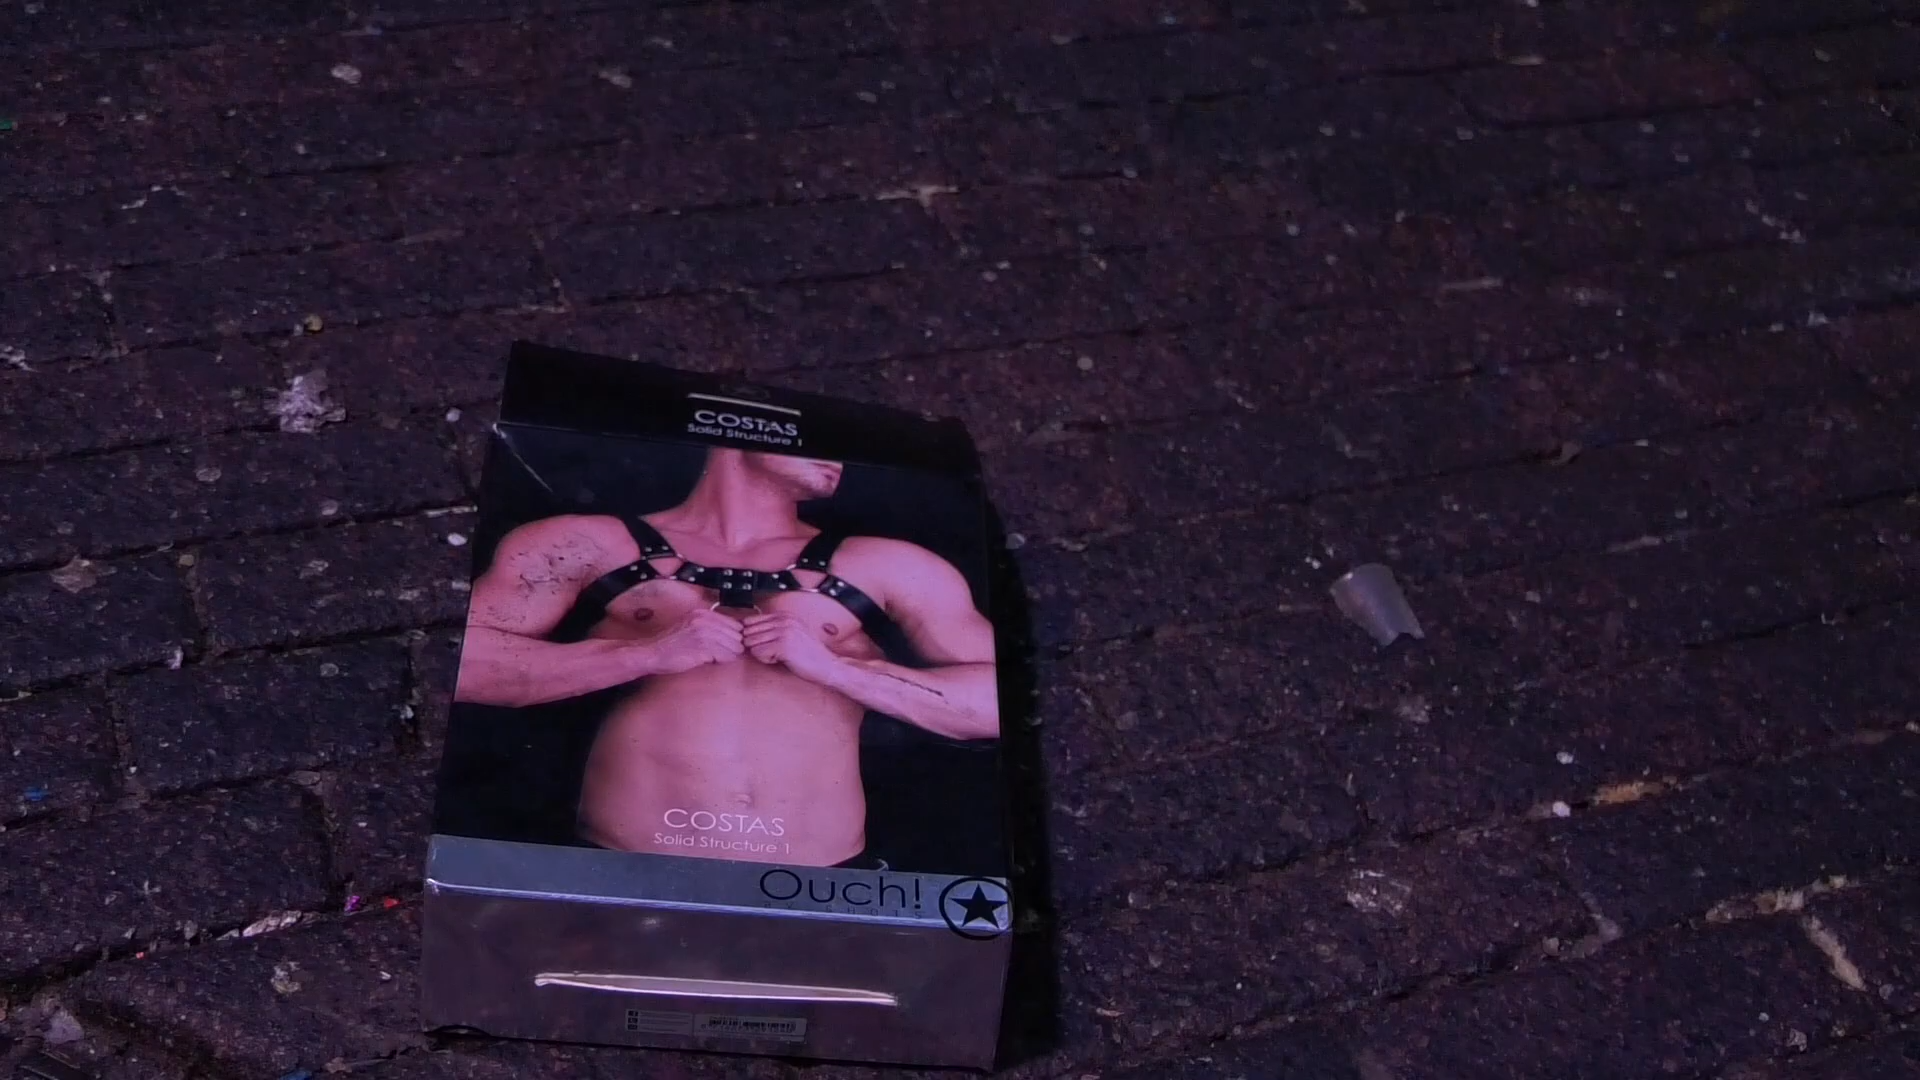 COSTAS
Solid Structure 1
COSTAS
Solid Structure 1
Ouch!